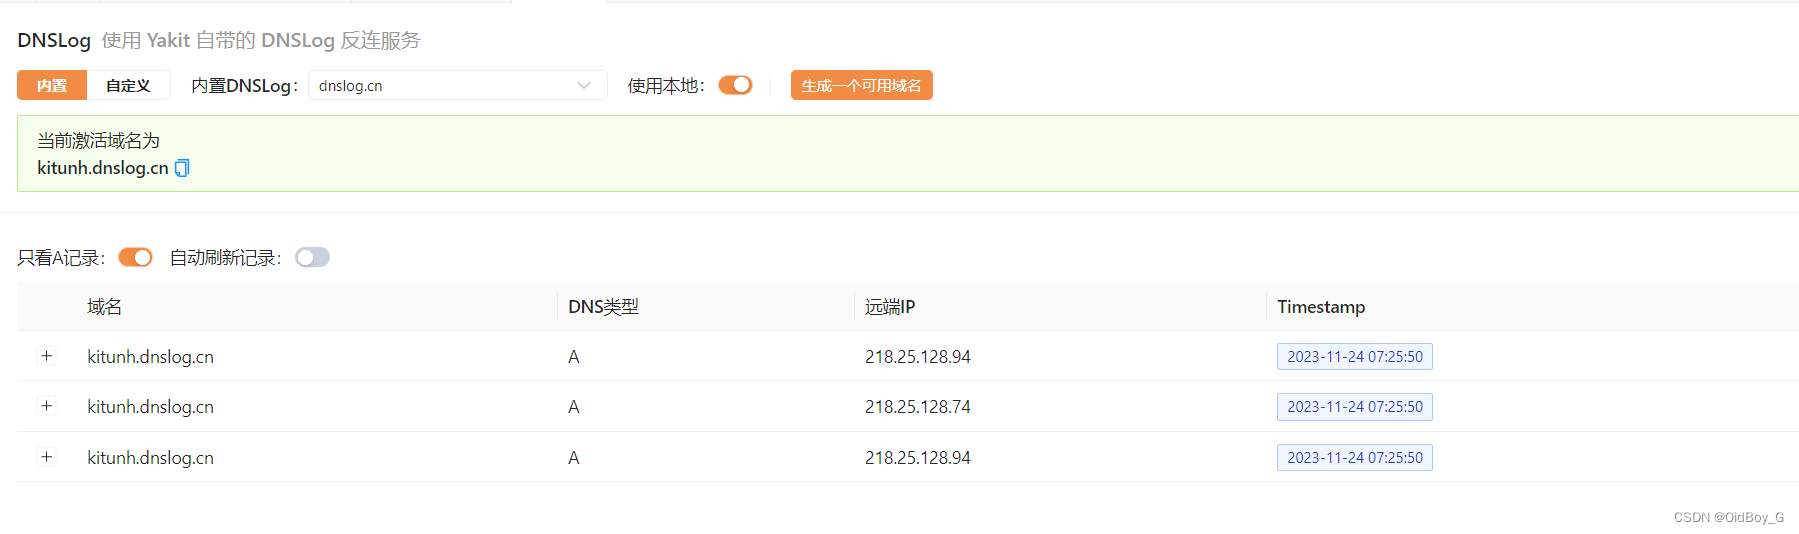 DNSLog 使用 Yakit 自带的 DNSLog 反连服务
内置 自定义 内置DNSLog： dnslog.cn 使用本地： 生成一个可用域名
当前激活域名为
kitunh.dnslog.cn
只看A记录： 自动刷新记录：
域名 DNS类型 远端IP Timestamp
+ kitunh.dnslog.cn A 218.25.128.94 2023-11-24 07:25:50
+ kitunh.dnslog.cn A 218.25.128.74 2023-11-24 07:25:50
+ kitunh.dnslog.cn A 218.25.128.94 2023-11-24 07:25:50
CSDN @OidBoy_G